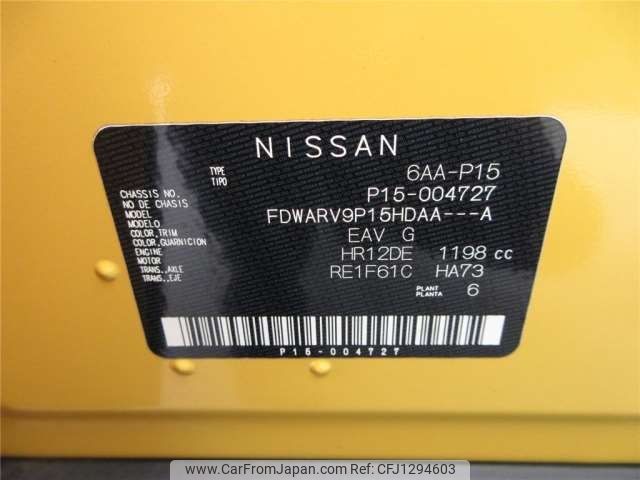 NISSAN
TYPE 6AA-P15
TIPO
CHASSIS NO. P15-004727
NO DE CHASIS
MODEL FDWARV9P15HDAA---A
MODELO
COLOR,TRIM EAV G
COLOR,GUARNICION
ENGINE HR12DE 1198 cc
MOTOR
TRANS.,AXLE RE1F61C HA73
TRANS.,EJE
PLANT 6
PLANTA
P15-004727
www.CarFromJapan.com - ID: CFJ1294603